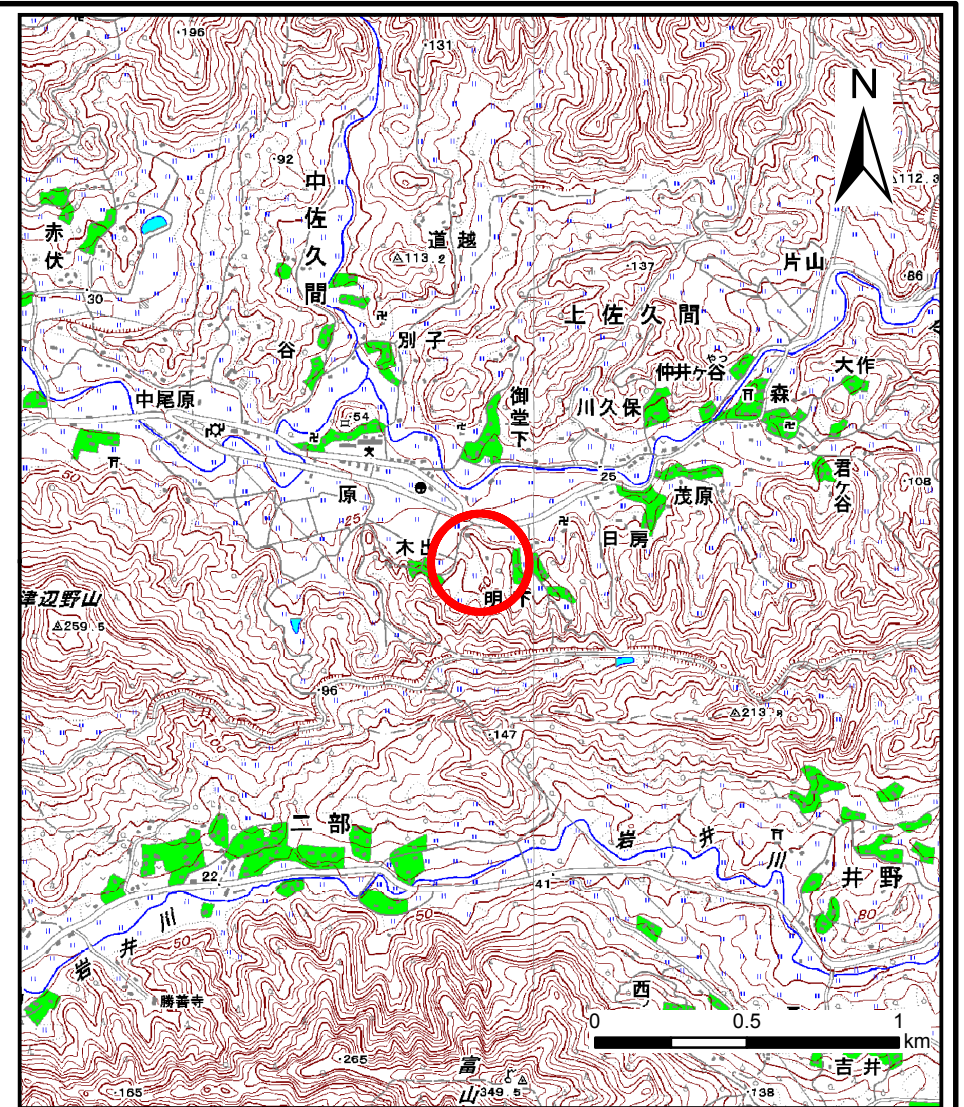 196
131
N
92
112.3
中佐久間
赤伏
道越
113.2
137
片山
86
30
上佐久間
谷
別子
やつ
仲井ヶ谷
大作
中尾原
御堂下
川久保
森
54
25
君ヶ谷
108
50
原
茂原
25
日房
木出
明下
津辺野山
259.5
96
213.8
147
100
二部
岩井川
22
41
井野
50
80
50
岩井川
勝善寺
西
0 0.5 1
km
265
富山
349.5
吉井
165
138